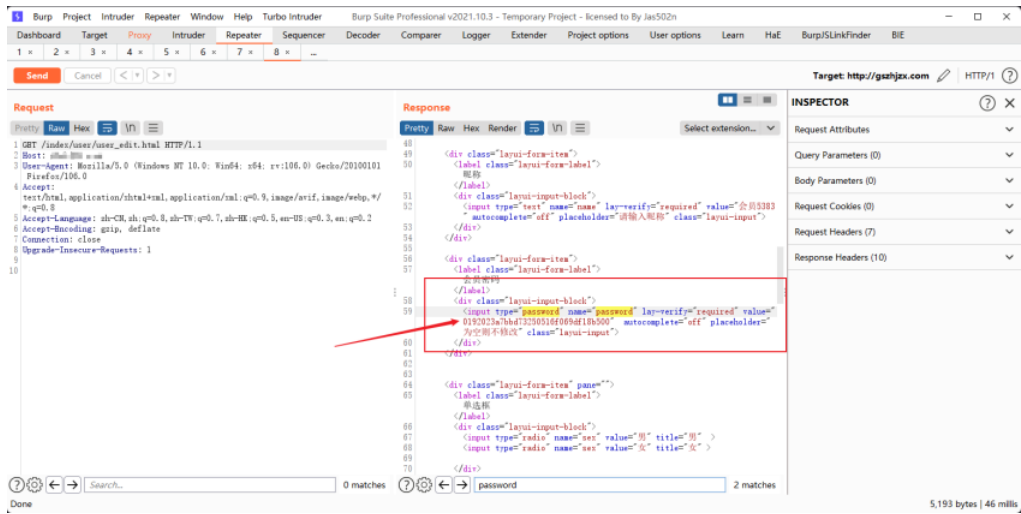 Burp Project Intruder Repeater Window Help Turbo Intruder Burp Suite Professional v2021.10.3 - Temporary Project - licensed to By Jas502n
Dashboard Target Proxy Intruder Repeater Sequencer Decoder Comparer Logger Extender Project options User options Learn HaE BurpJSLinkFinder BIE
1 × 2 × 3 × 4 × 5 × 6 × 7 × 8 × ...
Send Cancel < > Target: http://gszhjzx.com HTTP/1 ?
Request
Pretty Raw Hex \n
1 GET /index/user/user_edit.html HTTP/1.1
2 Host:
3 User-Agent: Mozilla/5.0 (Windows NT 10.0; Win64; x64; rv:106.0) Gecko/20100101
Firefox/106.0
4 Accept:
text/html,application/xhtml+xml,application/xml;q=0.9,image/avif,image/webp,*/
*;q=0.8
5 Accept-Language: zh-CN,zh;q=0.8,zh-TW;q=0.7,zh-HK;q=0.5,en-US;q=0.3,en;q=0.2
6 Accept-Encoding: gzip, deflate
7 Connection: close
8 Upgrade-Insecure-Requests: 1
9
10
Search... 0 matches
Response
Pretty Raw Hex Render \n Select extension...
48
49 <div class="layui-form-item">
50 <label class="layui-form-label">
昵称
</label>
51 <div class="layui-input-block">
52 <input type="text" name="name" lay-verify="required" value="会员5383
" autocomplete="off" placeholder="请输入昵称" class="layui-input">
53 </div>
54 </div>
55
56 <div class="layui-form-item">
57 <label class="layui-form-label">
会员密码
</label>
58 <div class="layui-input-block">
59 <input type="password" name="password" lay-verify="required" value="
0192023a7bbd73250516f069df18b500" autocomplete="off" placeholder="
为空则不修改" class="layui-input">
60 </div>
61 </div>
62
63
64 <div class="layui-form-item" pane="">
65 <label class="layui-form-label">
单选框
</label>
66 <div class="layui-input-block">
67 <input type="radio" name="sex" value="男" title="男" >
68 <input type="radio" name="sex" value="女" title="女" >
69
70 </div>
password 2 matches
INSPECTOR
Request Attributes
Query Parameters (0)
Body Parameters (0)
Request Cookies (0)
Request Headers (7)
Response Headers (10)
Done 5,193 bytes | 46 millis